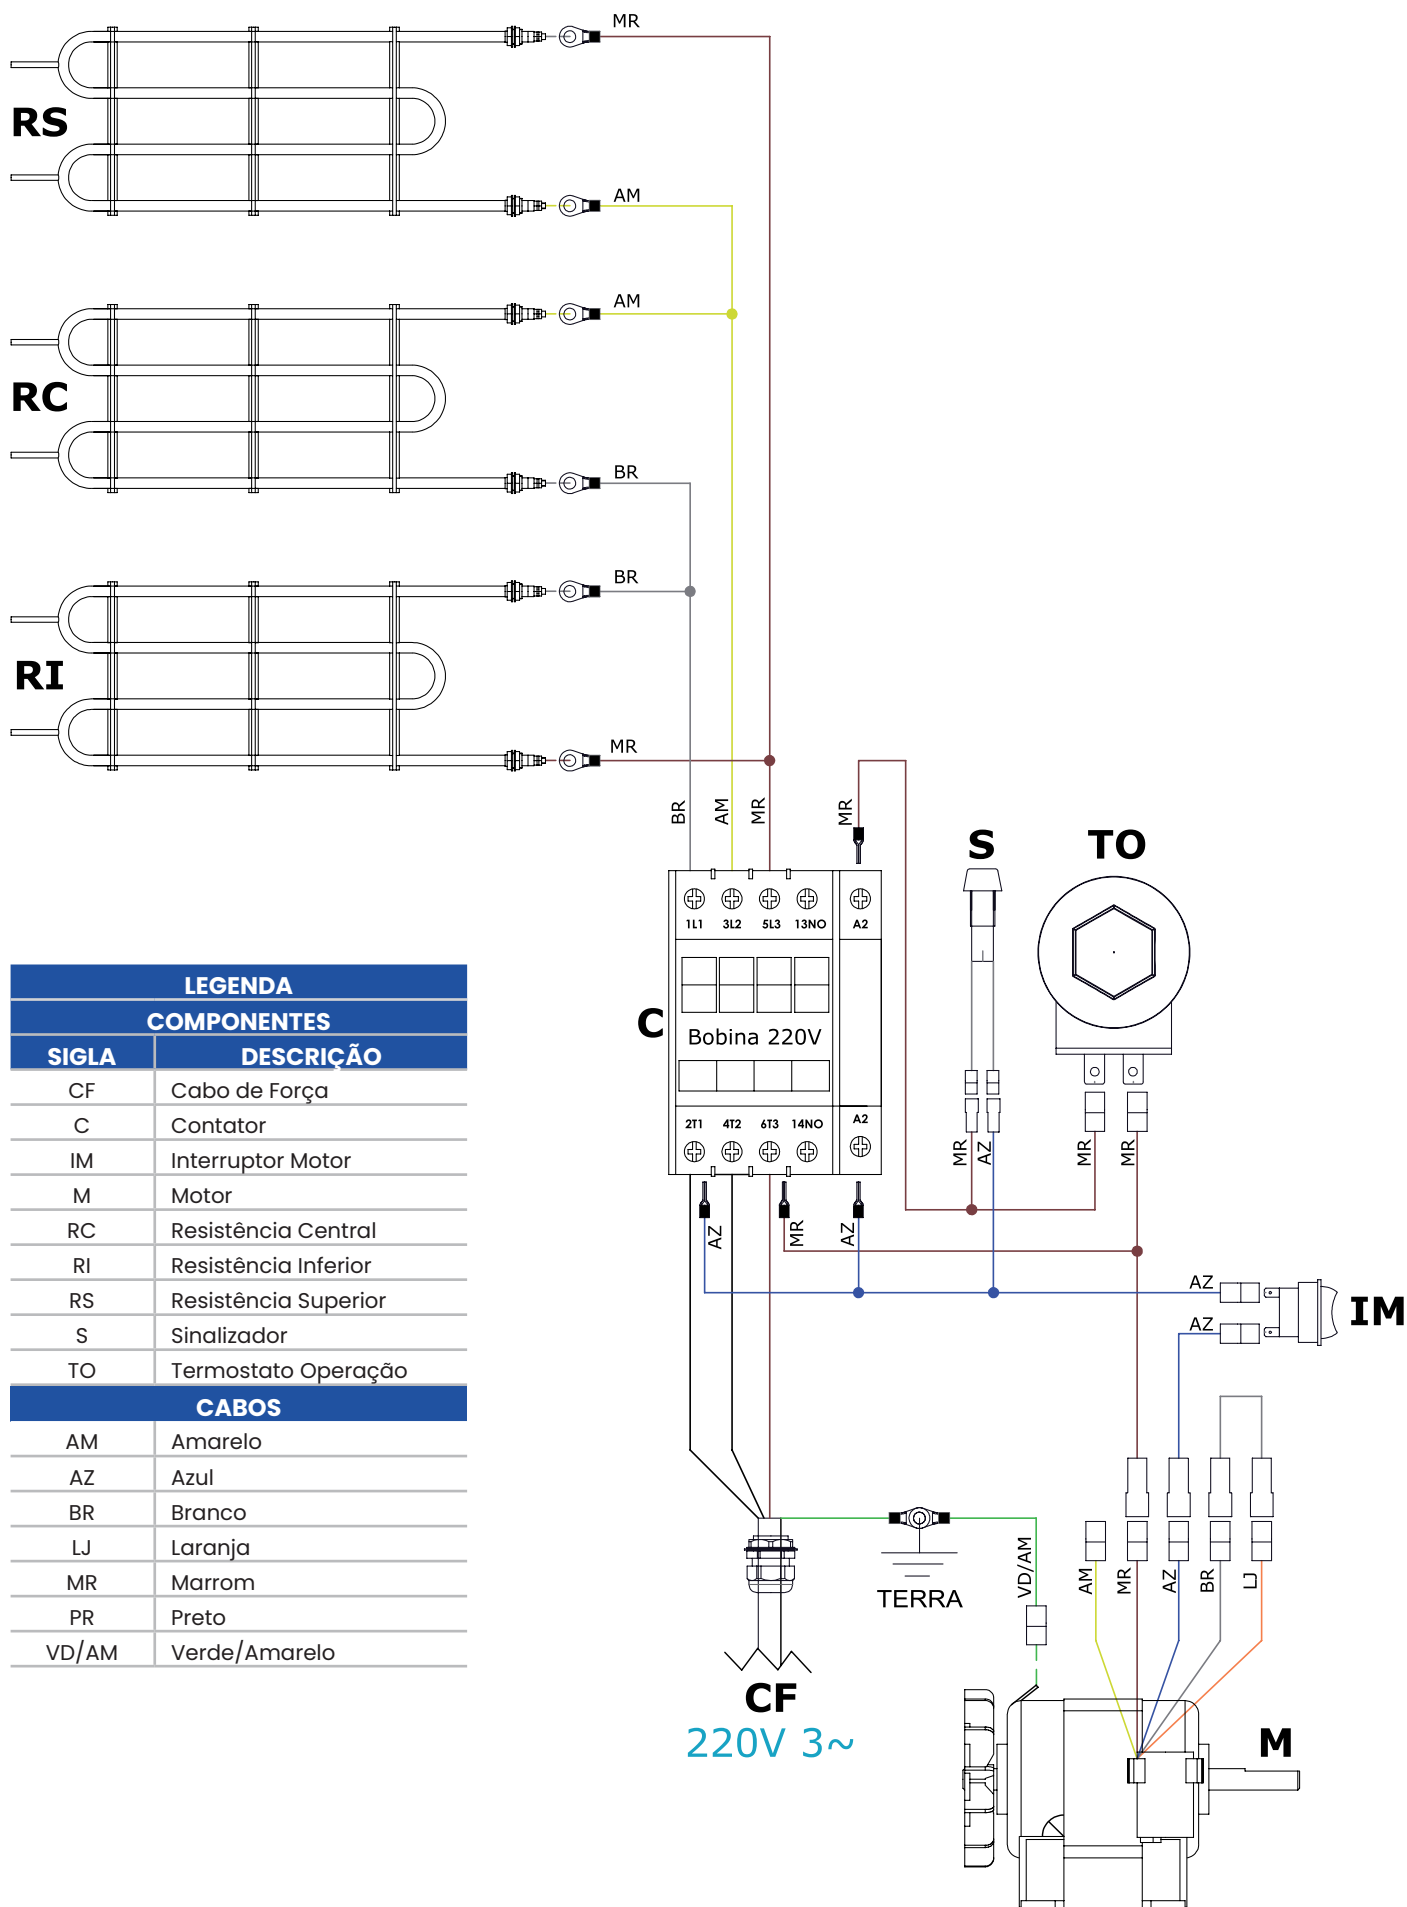 MR
RS
AM
AM
RC
BR
BR
RI
MR
BR
AM
MR
MR
S
TO
1L1 3L2 5L3 13NO A2
C
Bobina 220V
2T1 4T2 6T3 14NO A2
MR
AZ
MR
MR
AZ
MR
AZ
AZ
IM
AZ
LEGENDA
COMPONENTES
SIGLA DESCRIÇÃO
CF Cabo de Força
C Contator
IM Interruptor Motor
M Motor
RC Resistência Central
RI Resistência Inferior
RS Resistência Superior
S Sinalizador
TO Termostato Operação
CABOS
AM Amarelo
AZ Azul
BR Branco
LJ Laranja
MR Marrom
PR Preto
VD/AM Verde/Amarelo
TERRA
VD/AM
AM
MR
AZ
BR
LJ
CF
220V 3~
M